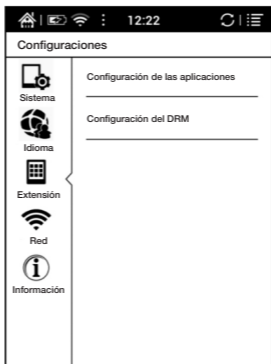 12:22
Configuraciones
Sistema
Configuración de las aplicaciones
Idioma
Configuración del DRM
Extensión
Red
Información